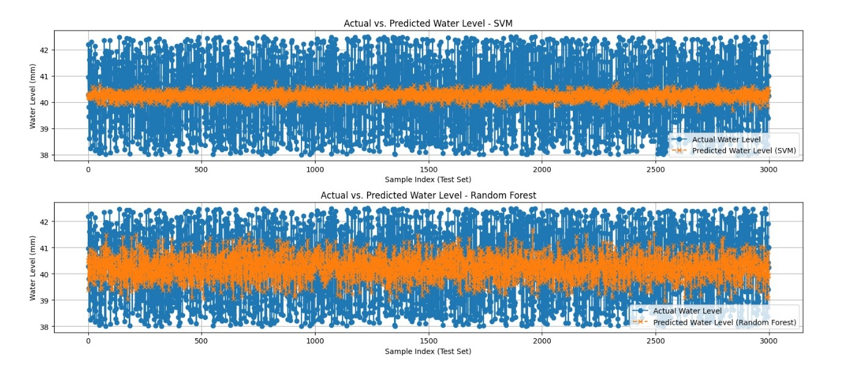 Actual vs. Predicted Water Level - SVM
Water Level (mm)
42
41
40
39
38
Actual Water Level
Predicted Water Level (SVM)
0 500 1000 1500 2000 2500 3000
Sample Index (Test Set)
Actual vs. Predicted Water Level - Random Forest
Water Level (mm)
42
41
40
39
38
Actual Water Level
Predicted Water Level (Random Forest)
0 500 1000 1500 2000 2500 3000
Sample Index (Test Set)